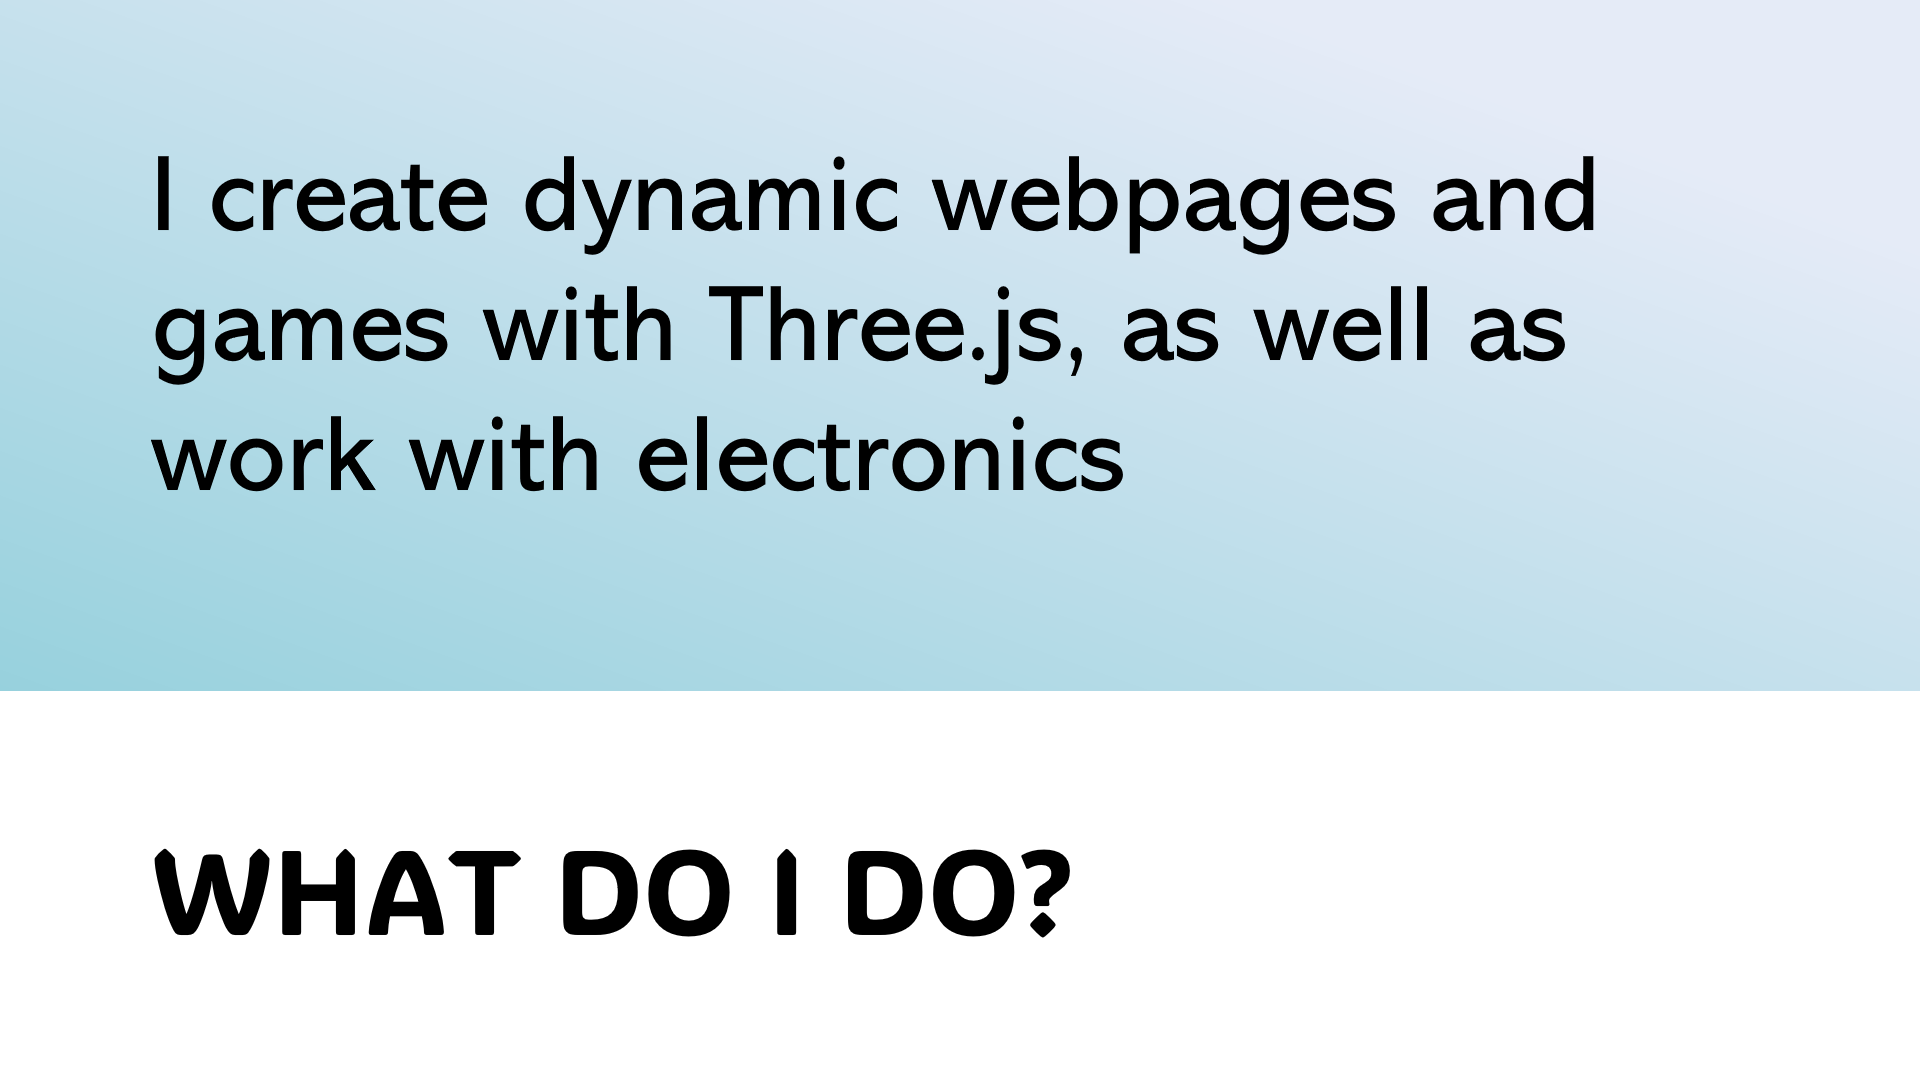 I create dynamic webpages and
games with Three.js, as well as
work with electronics
WHAT DO I DO?